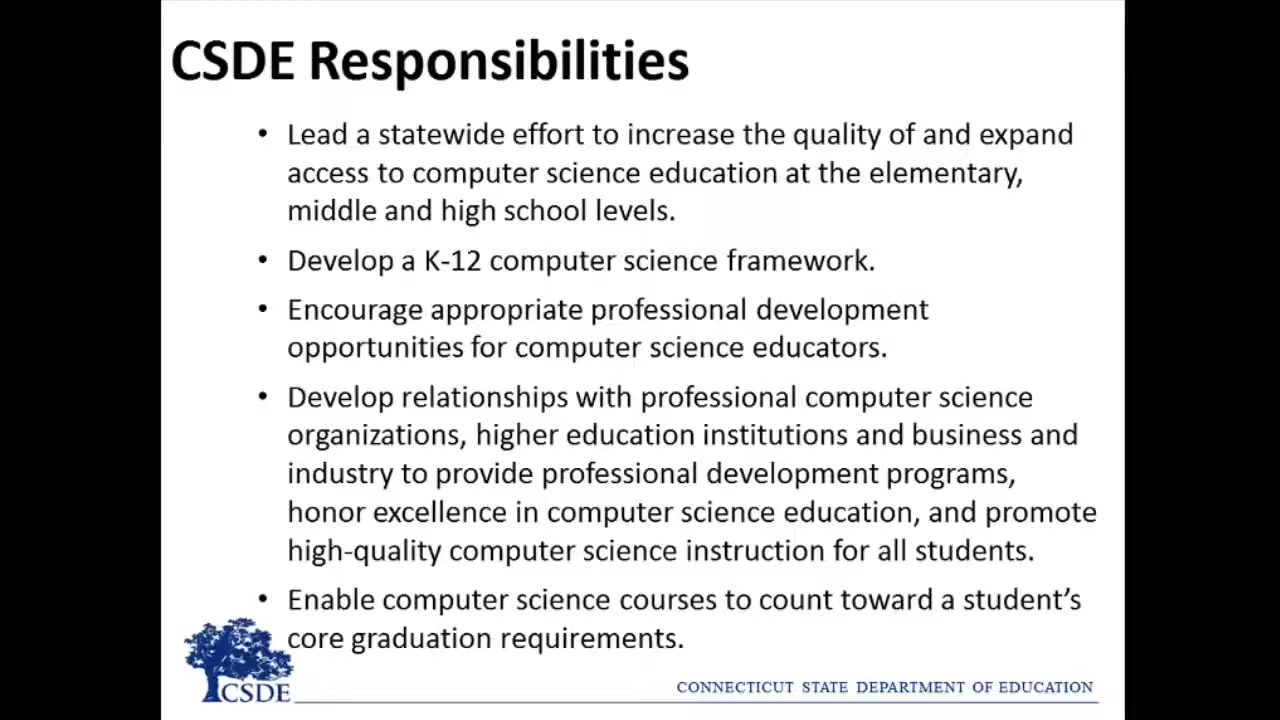 CSDE Responsibilities
• Lead a statewide effort to increase the quality of and expand
access to computer science education at the elementary,
middle and high school levels.
• Develop a K-12 computer science framework.
• Encourage appropriate professional development
opportunities for computer science educators.
• Develop relationships with professional computer science
organizations, higher education institutions and business and
industry to provide professional development programs,
honor excellence in computer science education, and promote
high-quality computer science instruction for all students.
• Enable computer science courses to count toward a student’s
core graduation requirements.
CSDE
CONNECTICUT STATE DEPARTMENT OF EDUCATION